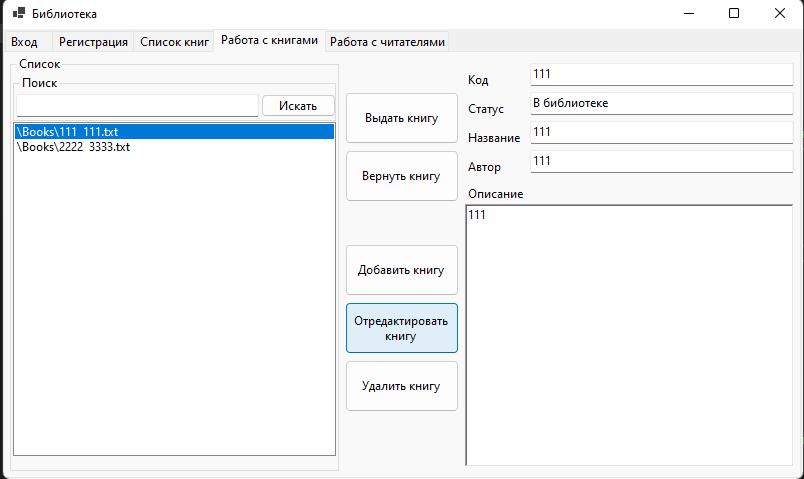 Библиотека
Вход
Регистрация
Список книг
Работа с книгами
Работа с читателями
Список
Поиск
Искать
\Books\111 111.txt
\Books\2222 3333.txt
Выдать книгу
Вернуть книгу
Добавить книгу
Отредактировать
книгу
Удалить книгу
Код
111
Статус
В библиотеке
Название
111
Автор
111
Описание
111